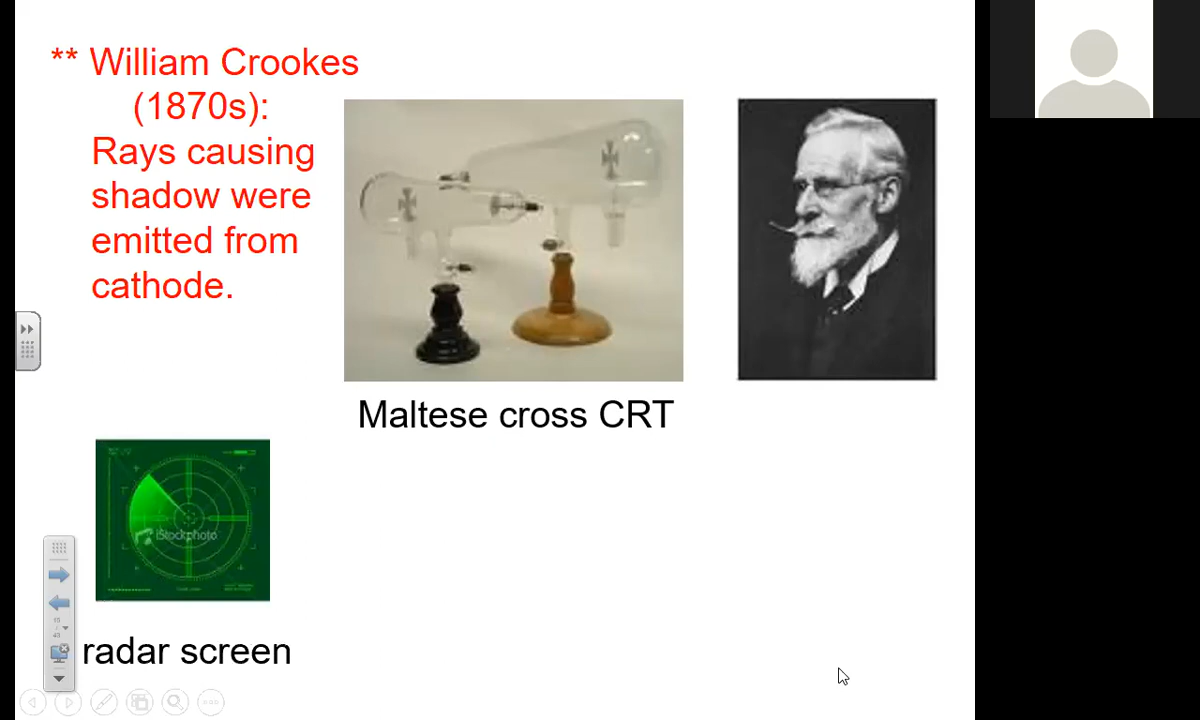 ** William Crookes
(1870s):
Rays causing
shadow were
emitted from
cathode.
Maltese cross CRT
iStockphoto
radar screen